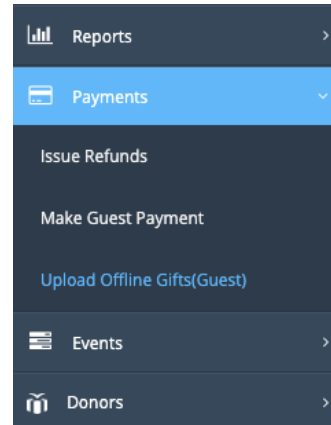 Reports
Payments
Issue Refunds
Make Guest Payment
Upload Offline Gifts(Guest)
Events
Donors